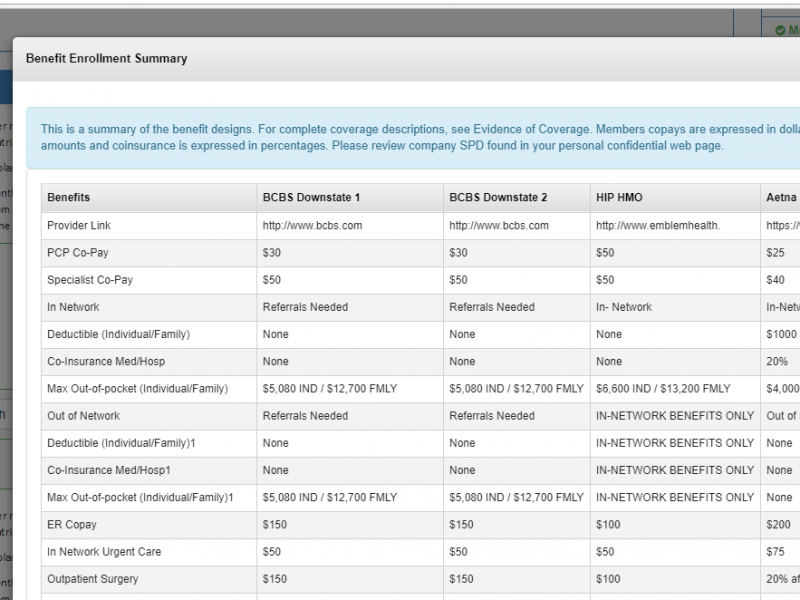 Benefit Enrollment Summary
This is a summary of the benefit designs. For complete coverage descriptions, see Evidence of Coverage. Members copays are expressed in
amounts and coinsurance is expressed in percentages. Please review company SPD found in your personal confidential web page.
Benefits BCBS Downstate 1 BCBS Downstate 2 HIP HMO Aetna
Provider Link http://www.bcbs.com http://www.bcbs.com http://www.emblemhealth.
PCP Co-Pay $30 $30 $50 $25
Specialist Co-Pay $50 $50 $50 $40
In Network Referrals Needed Referrals Needed In- Network
Deductible (Individual/Family) None None None $1000
Co-Insurance Med/Hosp None None None 20%
Max Out-of-pocket (Individual/Family) $5,080 IND / $12,700 FMLY $5,080 IND / $12,700 FMLY $6,600 IND / $13,200 FMLY $4,000
Out of Network Referrals Needed Referrals Needed IN-NETWORK BENEFITS ONLY Out of
Deductible (Individual/Family)1 None None IN-NETWORK BENEFITS ONLY None
Co-Insurance Med/Hosp1 None None IN-NETWORK BENEFITS ONLY None
Max Out-of-pocket (Individual/Family)1 $5,080 IND / $12,700 FMLY $5,080 IND / $12,700 FMLY IN-NETWORK BENEFITS ONLY None
ER Copay $150 $150 $100 $200
In Network Urgent Care $50 $50 $50 $75
Outpatient Surgery $150 $150 $100 20%